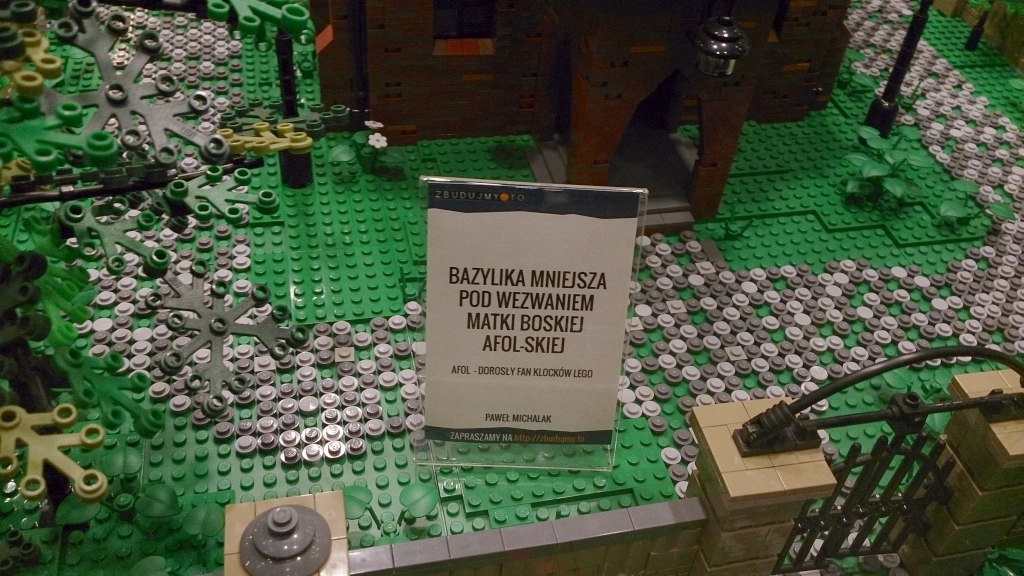 ZBUDUJMY TO
BAZYLIKA MNIEJSZA
POD WEZWANIEM
MATKI BOSKIEJ
AFOL-SKIEJ
AFOL - DOROSŁY FAN KLOCKÓW LEGO
PAWEŁ MICHALAK
ZAPRASZAMY NA http://zbudujmy.to